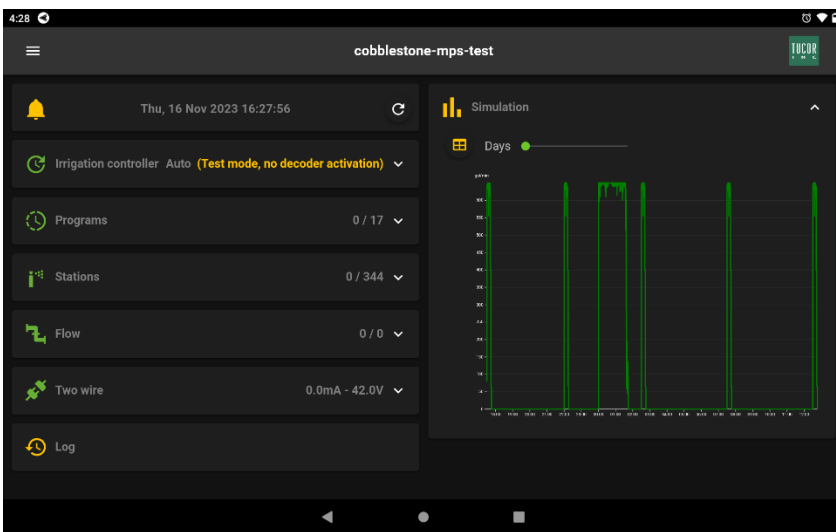 4:28
cobblestone-mps-test
TUCOR
INC.
Thu, 16 Nov 2023 16:27:56
Irrigation controller Auto (Test mode, no decoder activation)
Programs 0 / 17
Stations 0 / 344
Flow 0 / 0
Two wire 0.0mA - 42.0V
Log
Simulation
Days